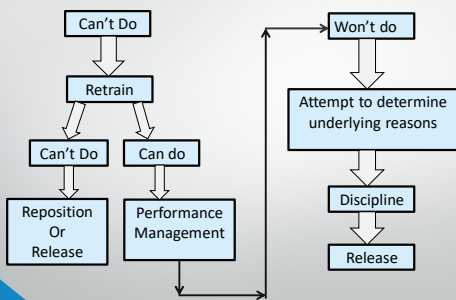 Can't Do
Retrain
Can't Do
Can do
Reposition
Or
Release
Performance
Management
Won't do
Attempt to determine
underlying reasons
Discipline
Release